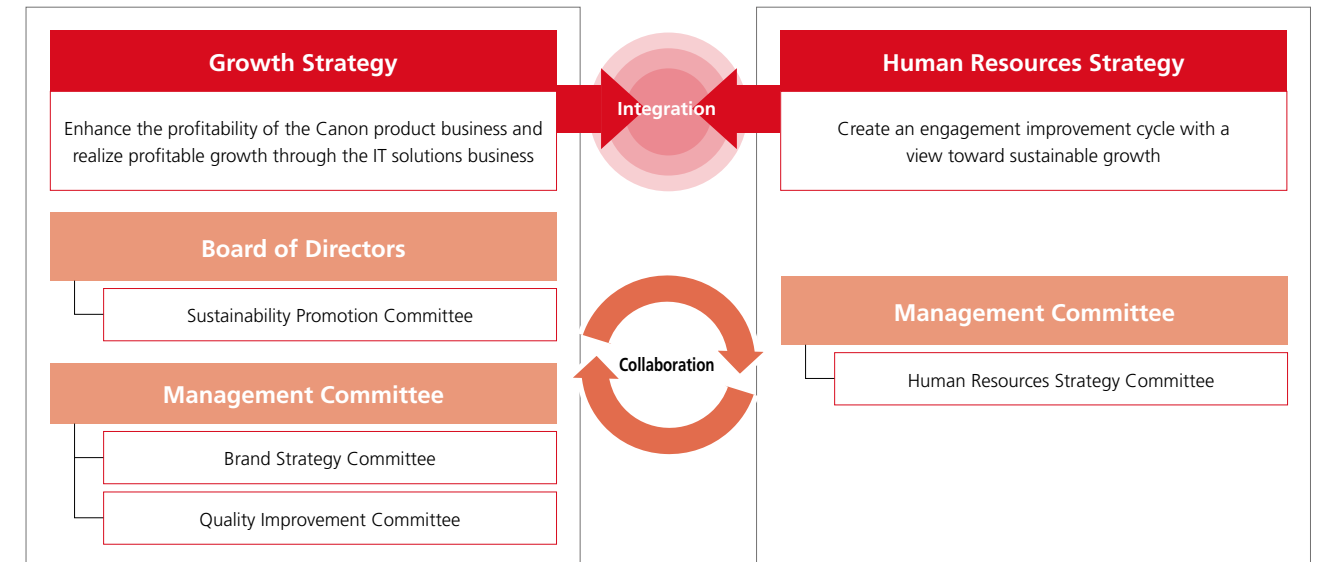 Growth Strategy
Enhance the profitability of the Canon product business and
realize profitable growth through the IT solutions business
Integration
Human Resources Strategy
Create an engagement improvement cycle with a
view toward sustainable growth
Board of Directors
Sustainability Promotion Committee
Management Committee
Brand Strategy Committee
Quality Improvement Committee
Collaboration
Management Committee
Human Resources Strategy Committee